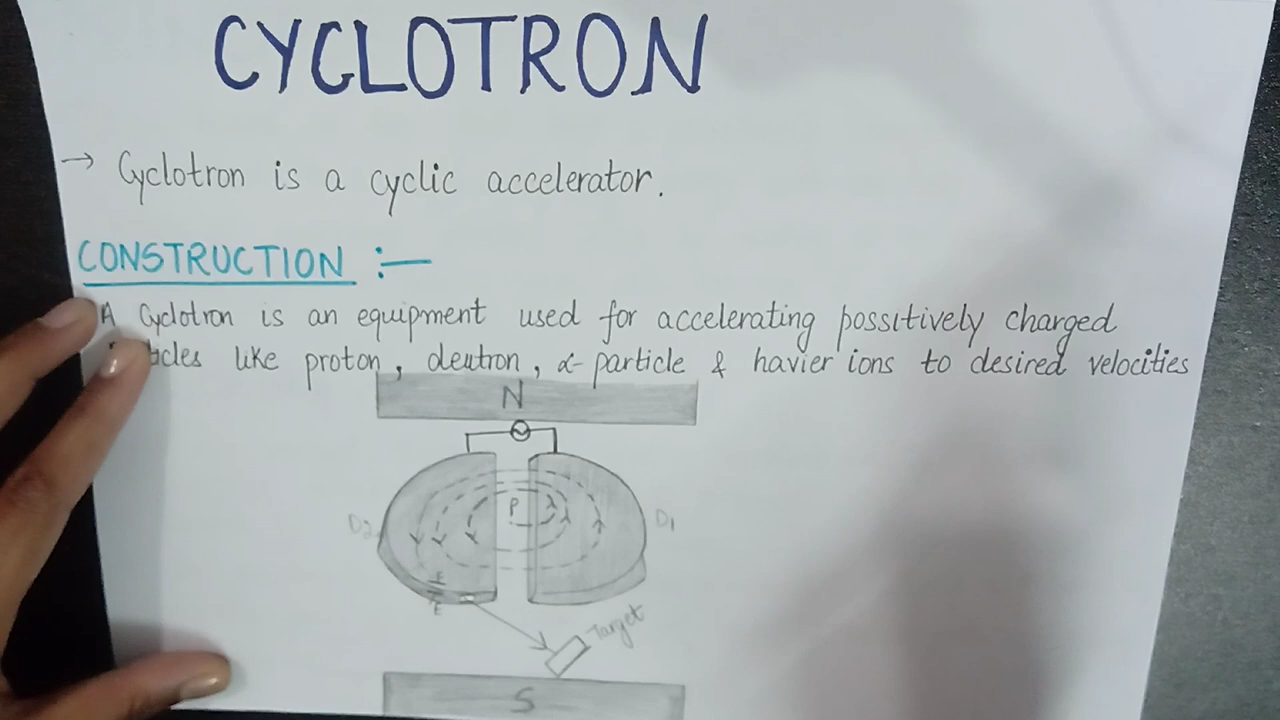 CYCLOTRON
→ Cyclotron is a cyclic accelerator.
CONSTRUCTION :—
A Cyclotron is an equipment used for accelerating possitively charged
like proton, deutron, α- particle & havier ions to desired velocities
N
P
D2
D1
E
E
Target
S